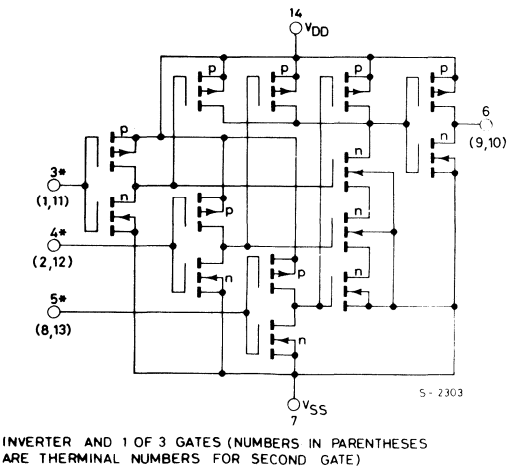 14
VDD
p
p
p
p
6
(9,10)
p
n
n
3*
(1,11)
n
p
4*
(2,12)
n
n
p
n
5*
(8,13)
n
S-2303
VSS
7
INVERTER AND 1 OF 3 GATES (NUMBERS IN PARENTHESES
ARE THERMINAL NUMBERS FOR SECOND GATE)